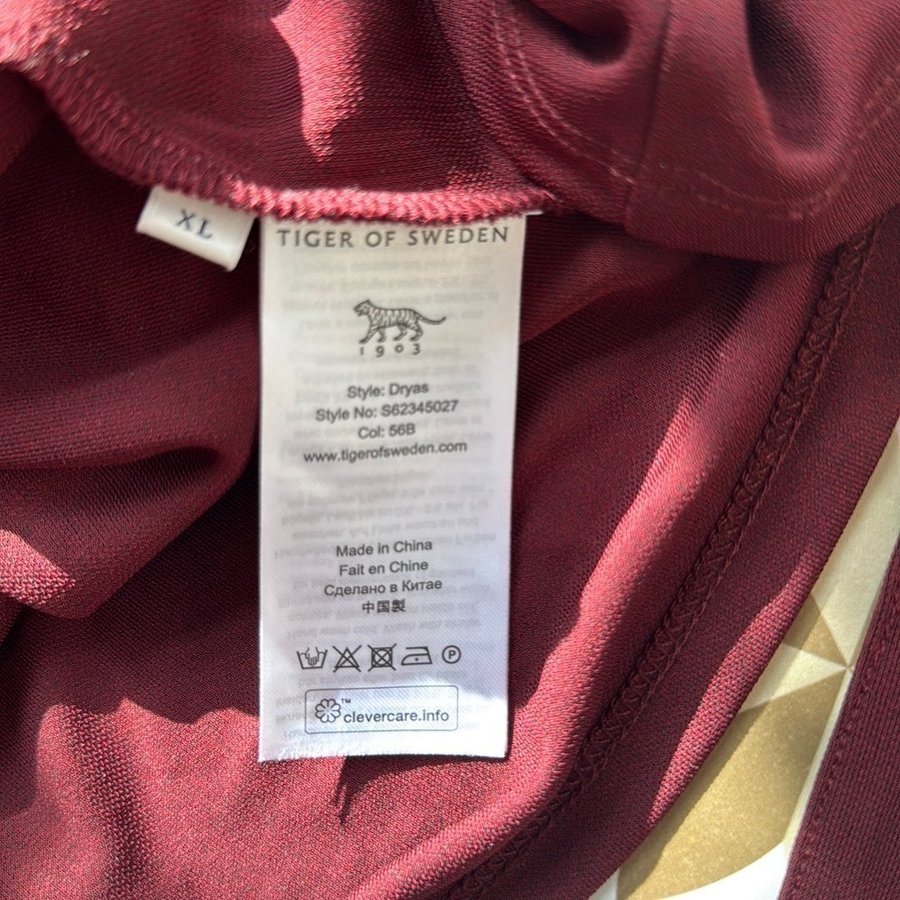 XL
TIGER OF SWEDEN
1903
Style: Dryas
Style No: S62345027
Col: 56B
www.tigerofsweden.com
Made in China
Fait en Chine
Сделано в Китае
中国製
P
™
clevercare.info